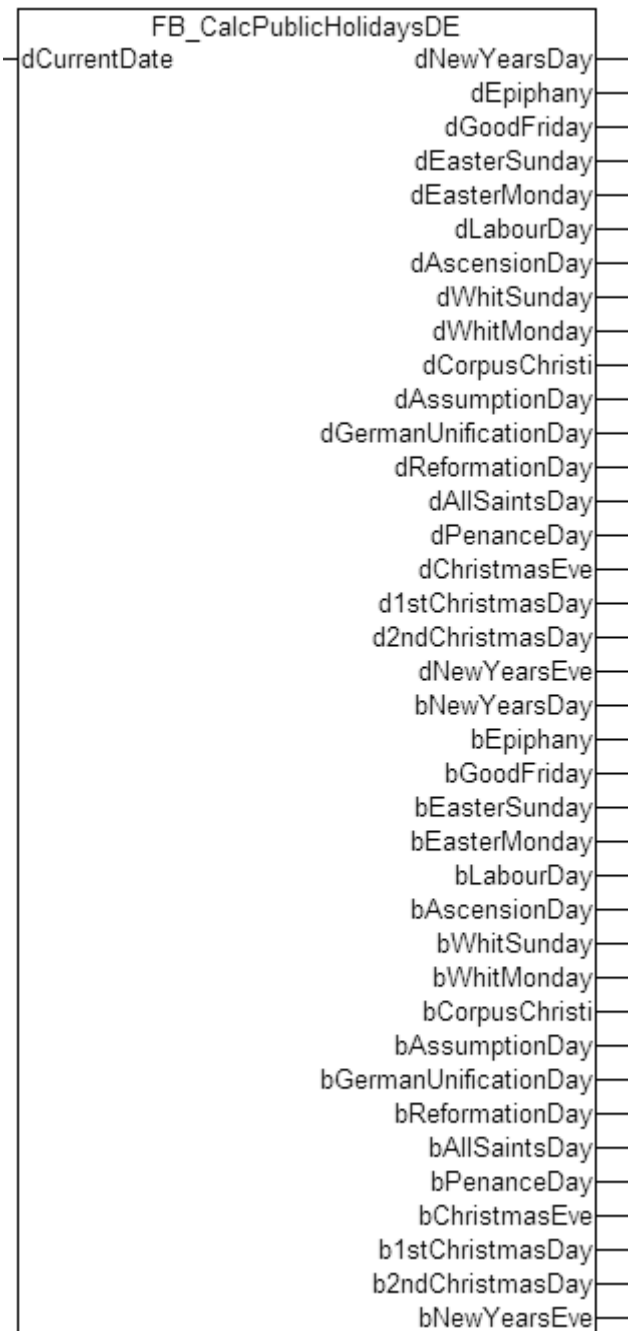 FB_CalcPublicHolidaysDE
dCurrentDate dNewYearsDay
dEpiphany
dGoodFriday
dEasterSunday
dEasterMonday
dLabourDay
dAscensionDay
dWhitSunday
dWhitMonday
dCorpusChristi
dAssumptionDay
dGermanUnificationDay
dReformationDay
dAllSaintsDay
dPenanceDay
dChristmasEve
d1stChristmasDay
d2ndChristmasDay
dNewYearsEve
bNewYearsDay
bEpiphany
bGoodFriday
bEasterSunday
bEasterMonday
bLabourDay
bAscensionDay
bWhitSunday
bWhitMonday
bCorpusChristi
bAssumptionDay
bGermanUnificationDay
bReformationDay
bAllSaintsDay
bPenanceDay
bChristmasEve
b1stChristmasDay
b2ndChristmasDay
bNewYearsEve